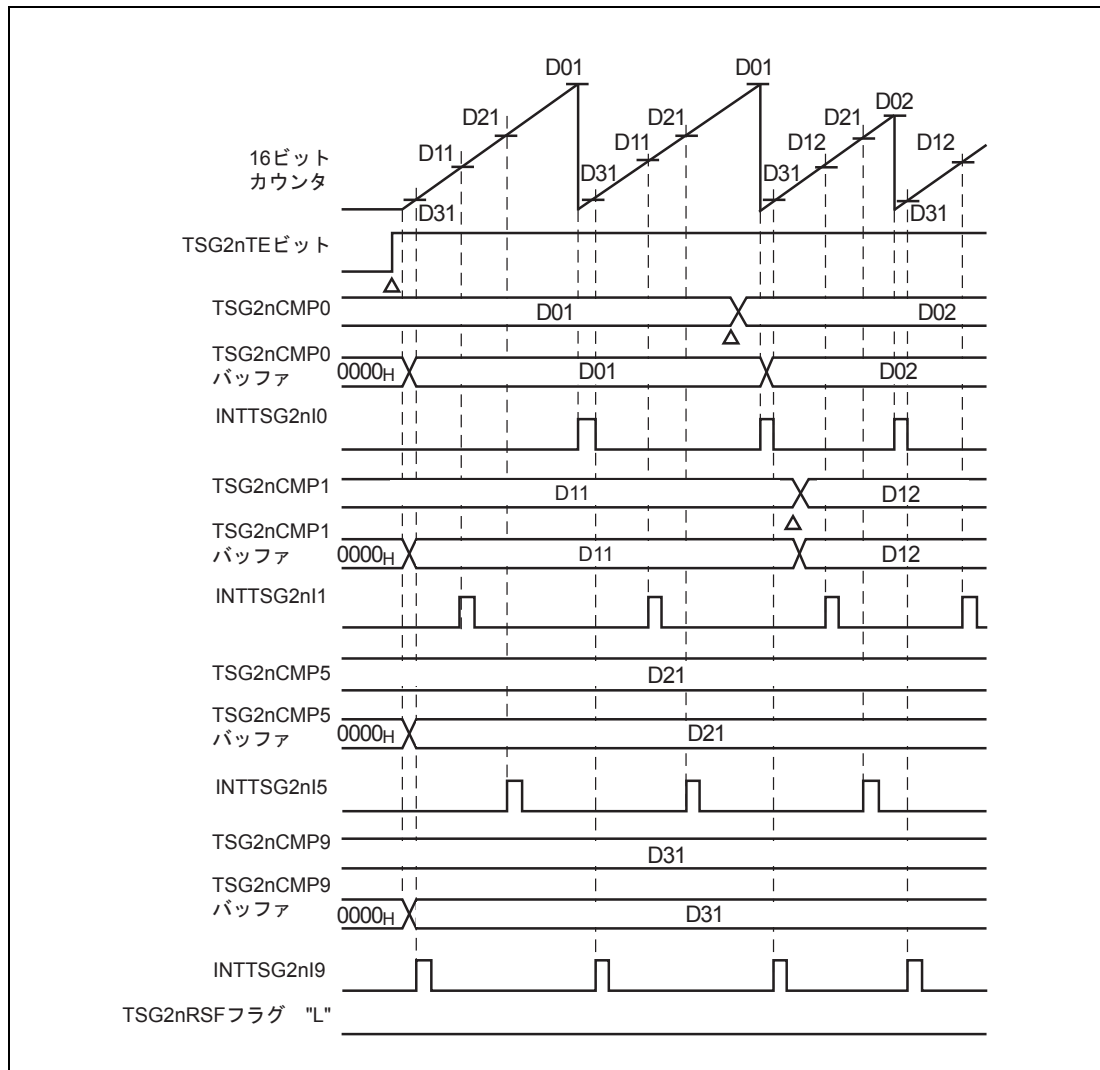 D01 D01
D21 D21 D21 D02
D11 D11 D12 D12
16ビット
カウンタ
D31 D31 D31 D31
TSG2nTEビット
TSG2nCMP0
D01 D02
TSG2nCMP0
バッファ
0000H D01 D02
INTTSG2nI0
TSG2nCMP1
D11 D12
TSG2nCMP1
バッファ
0000H D11 D12
INTTSG2nI1
TSG2nCMP5
D21
TSG2nCMP5
バッファ
0000H D21
INTTSG2nI5
TSG2nCMP9
D31
TSG2nCMP9
バッファ
0000H D31
INTTSG2nI9
TSG2nRSFフラグ "L"